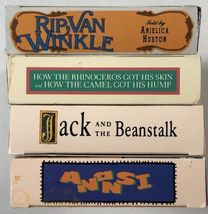 RIP VAN
WINKLE
Told by
ANJELICA
HUSTON
HOW THE RHINOCEROS GOT HIS SKIN
and HOW THE CAMEL GOT HIS HUMP
Jack AND THE Beanstalk
ANANSI